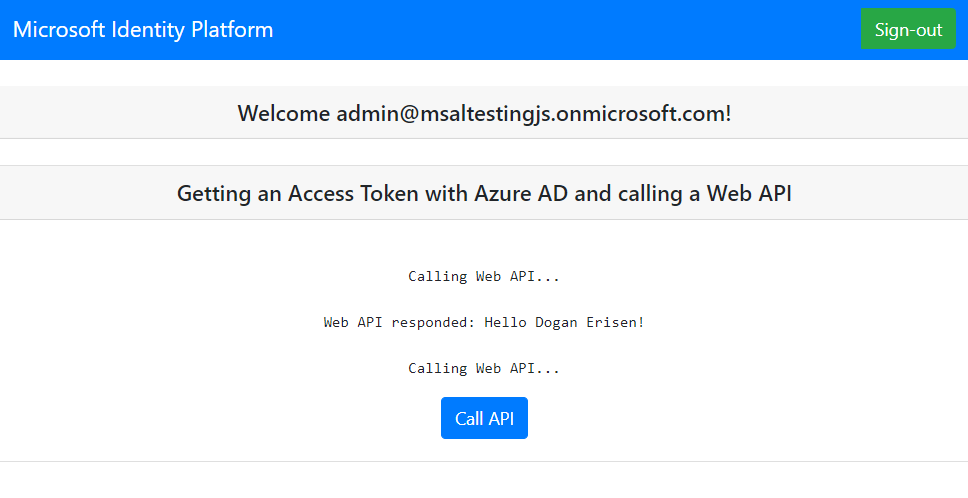 Microsoft Identity Platform
Sign-out
Welcome admin@msaltestingjs.onmicrosoft.com!
Getting an Access Token with Azure AD and calling a Web API
Calling Web API...
Web API responded: Hello Dogan Erisen!
Calling Web API...
Call API